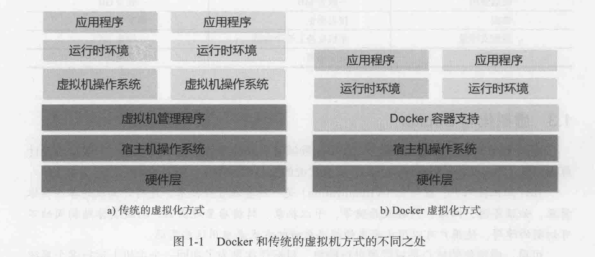 应用程序 应用程序
运行时环境 运行时环境
虚拟机操作系统 虚拟机操作系统
虚拟机管理程序
宿主机操作系统
硬件层
a) 传统的虚拟化方式
应用程序 应用程序
运行时环境 运行时环境
Docker 容器支持
宿主机操作系统
硬件层
b) Docker 虚拟化方式
图 1-1 Docker 和传统的虚拟机方式的不同之处